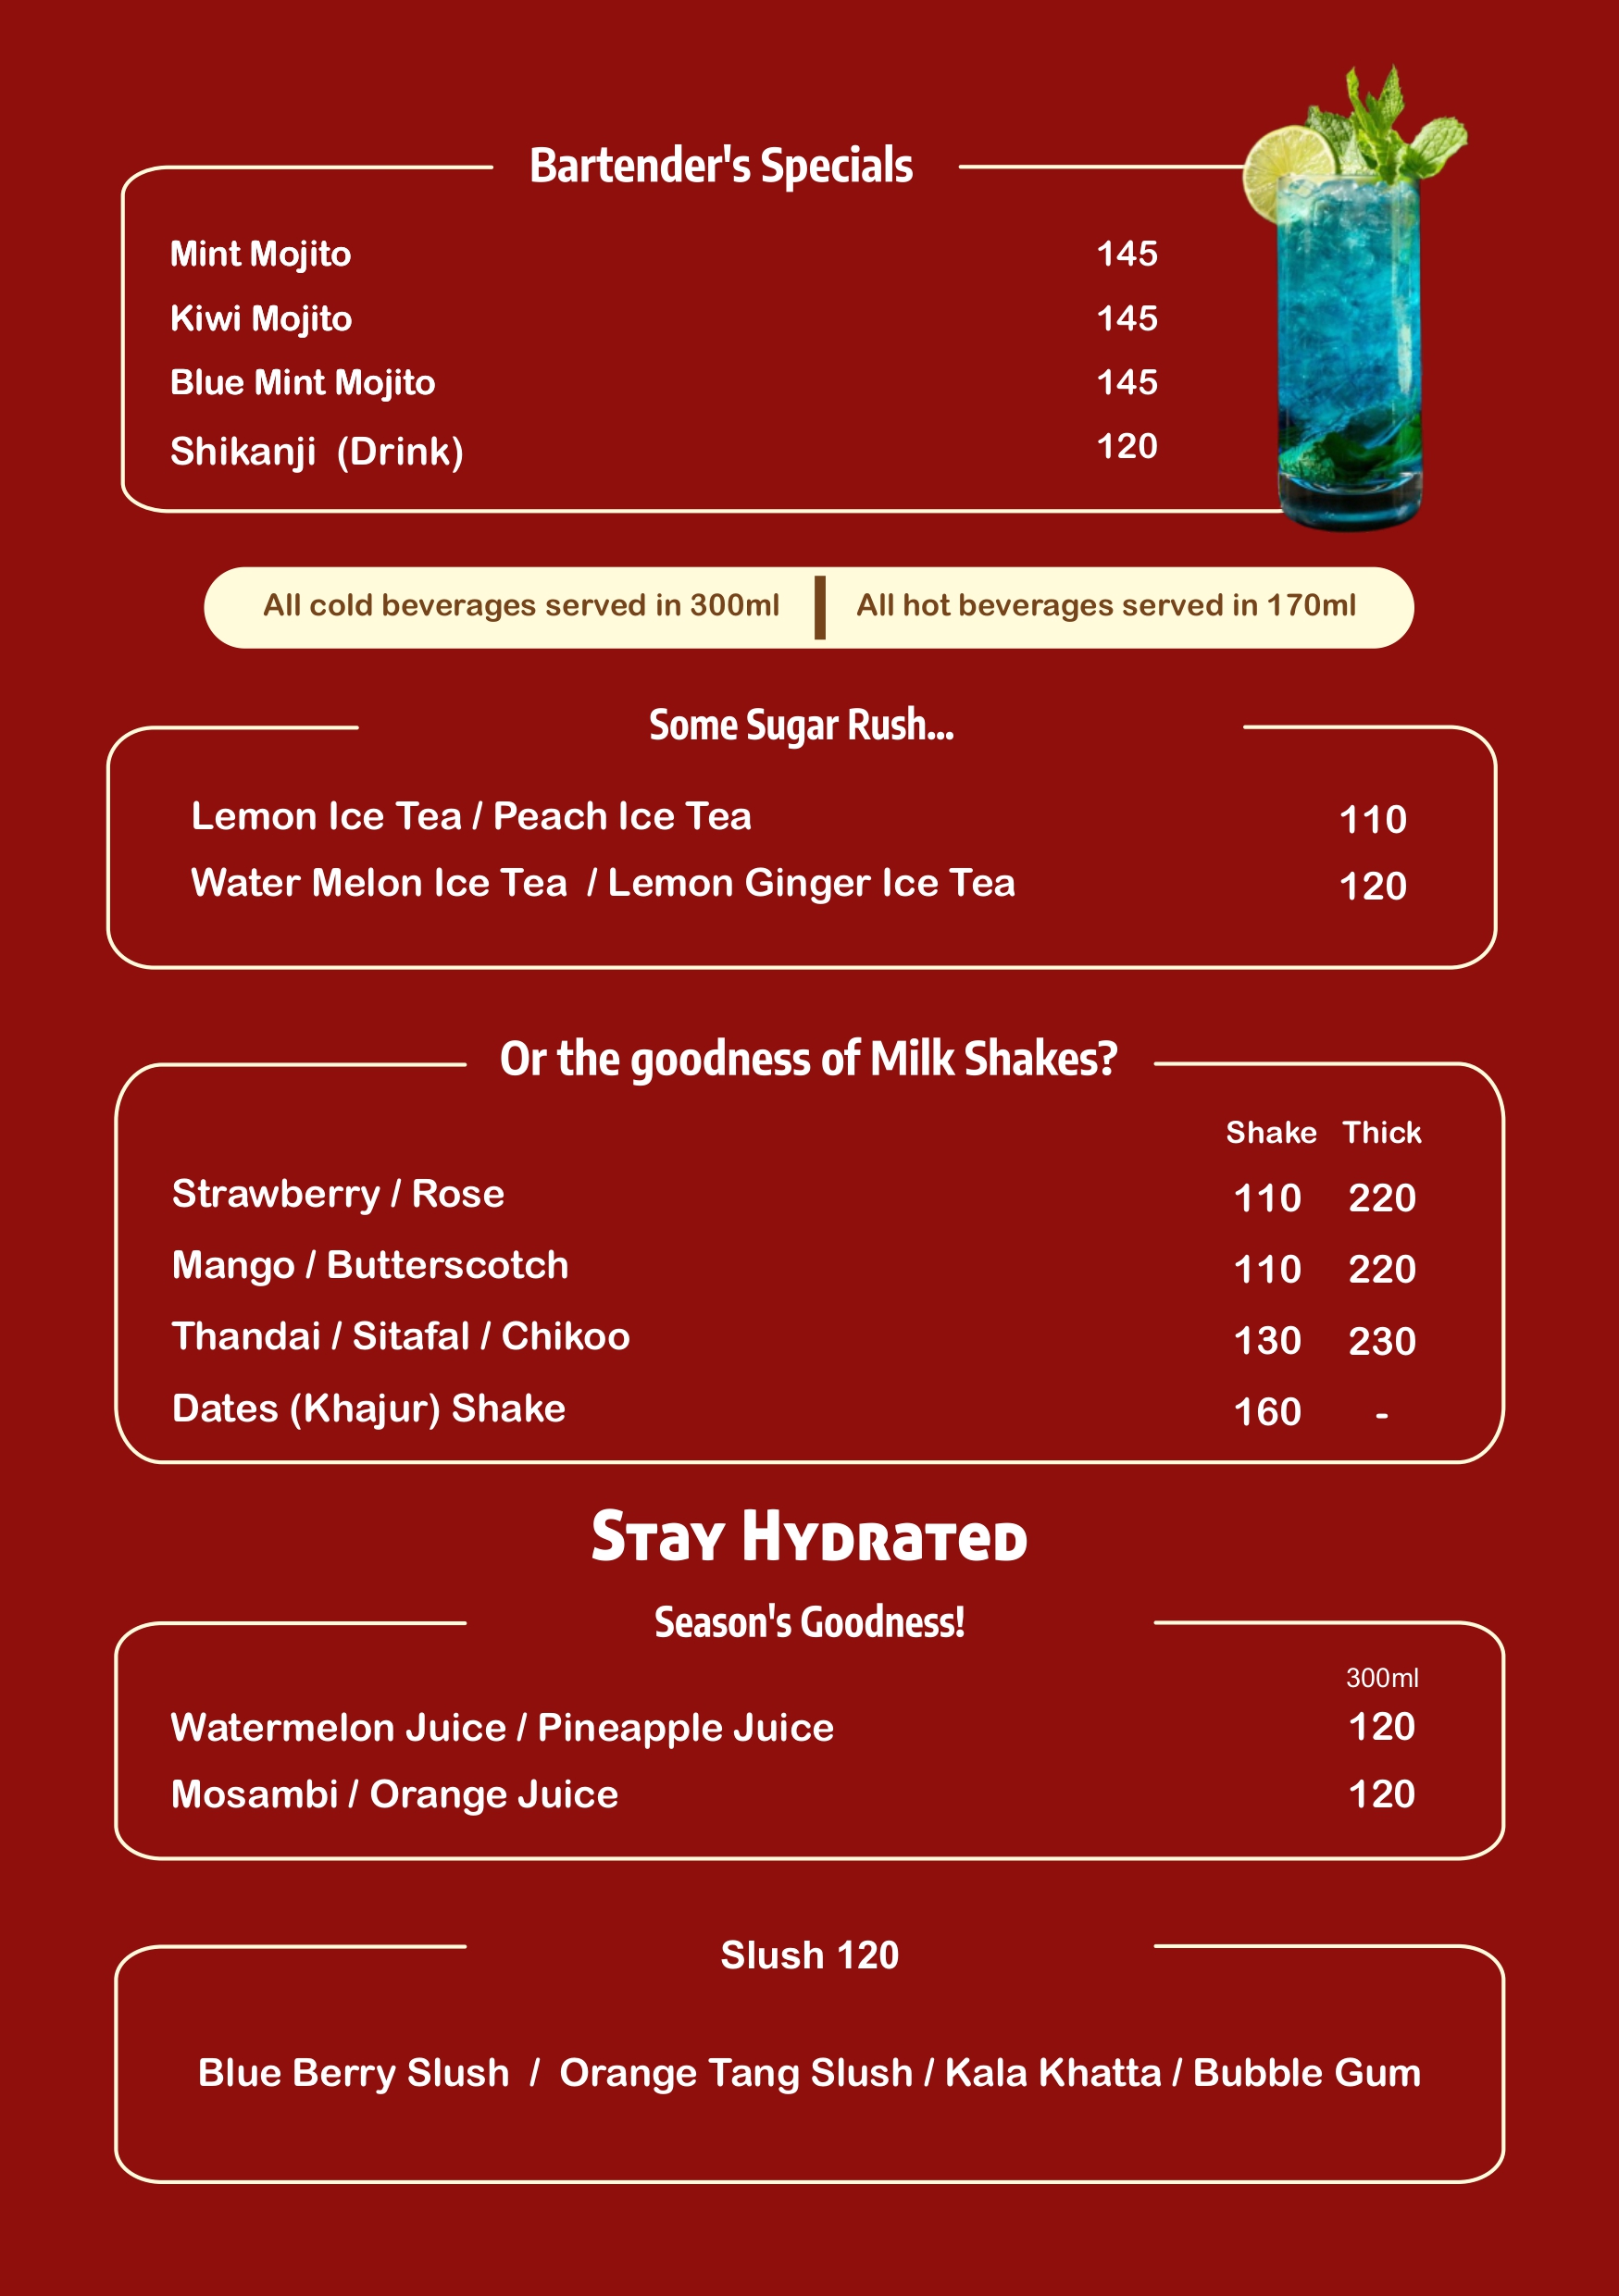 Bartender's Specials
Mint Mojito 145
Kiwi Mojito 145
Blue Mint Mojito 145
Shikanji (Drink) 120
All cold beverages served in 300ml All hot beverages served in 170ml
Some Sugar Rush...
Lemon Ice Tea / Peach Ice Tea 110
Water Melon Ice Tea / Lemon Ginger Ice Tea 120
Or the goodness of Milk Shakes?
Shake Thick
Strawberry / Rose 110 220
Mango / Butterscotch 110 220
Thandai / Sitafal / Chikoo 130 230
Dates (Khajur) Shake 160 -
Stay Hydrated
Season's Goodness!
300ml
Watermelon Juice / Pineapple Juice 120
Mosambi / Orange Juice 120
Slush 120
Blue Berry Slush / Orange Tang Slush / Kala Khatta / Bubble Gum